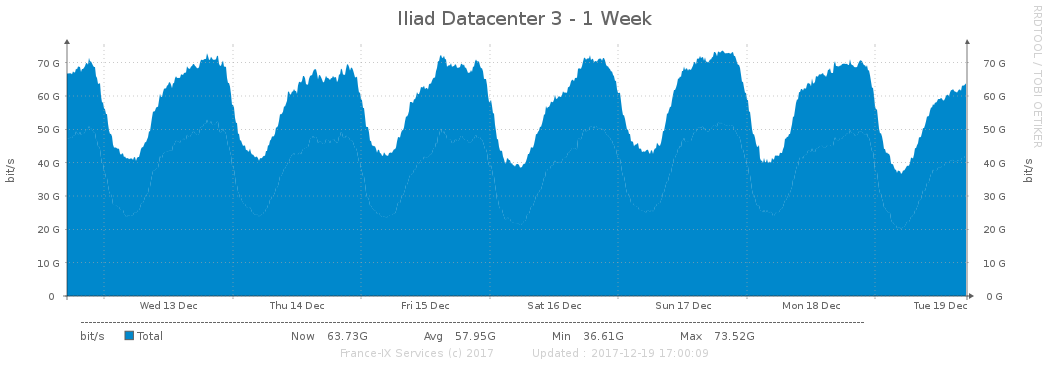 Iliad Datacenter 3 - 1 Week
RRDTOOL / TOBI OETIKER
bit/s
bit/s
70 G
60 G
50 G
40 G
30 G
20 G
10 G
0
70 G
60 G
50 G
40 G
30 G
20 G
10 G
0 G
Wed 13 Dec Thu 14 Dec Fri 15 Dec Sat 16 Dec Sun 17 Dec Mon 18 Dec Tue 19 Dec
bit/s Total Now 63.73G Avg 57.95G Min 36.61G Max 73.52G
France-IX Services (c) 2017 Updated : 2017-12-19 17:00:09